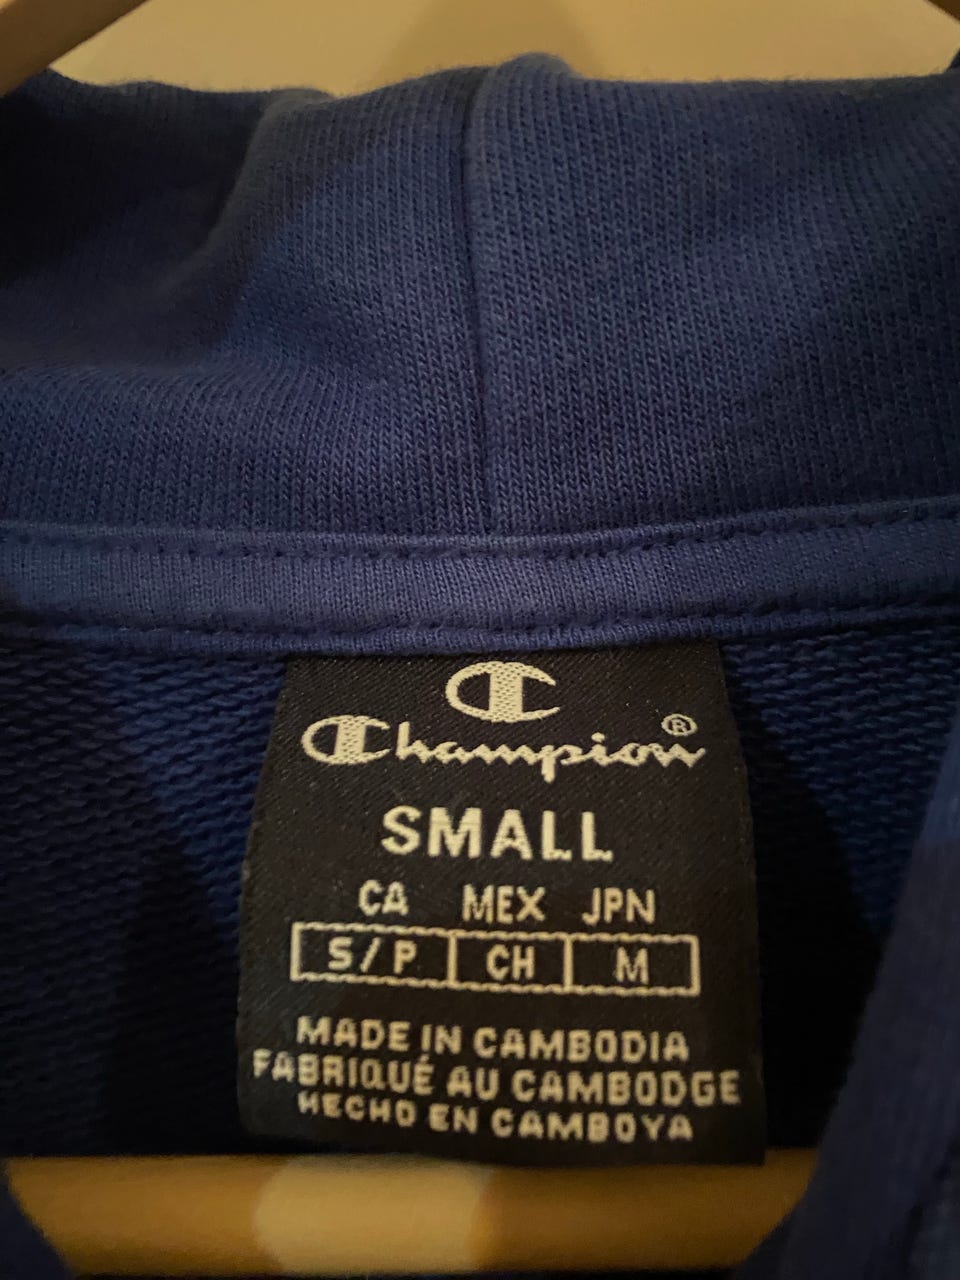 Champion®
SMALL
CA MEX JPN
S/P CH M
MADE IN CAMBODIA
FABRIQUÉ AU CAMBODGE
HECHO EN CAMBOYA